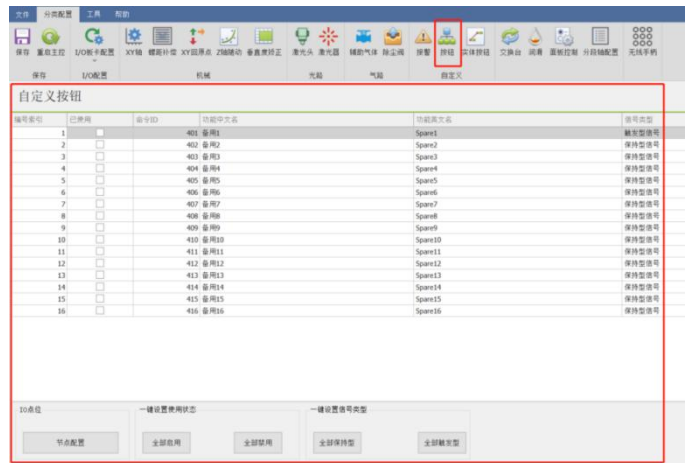 文件 分类配置 工具 帮助
保存 重启主控 I/O板卡配置 XY轴 螺距补偿 XY回原点 Z轴随动 垂直度矫正 激光头 激光器 辅助气体 除尘阀 报警 按钮 实体按钮 交换台 润滑 面板控制 分段轴配置 无线手柄
保存 I/O配置 机械 光路 气路 自定义
自定义按钮
编号索引 已使用 命令ID 功能中文名 功能英文名 信号类型
1 401 备用1 Spare1 触发型信号
2 402 备用2 Spare2 保持型信号
3 403 备用3 Spare3 保持型信号
4 404 备用4 Spare4 保持型信号
5 405 备用5 Spare5 保持型信号
6 406 备用6 Spare6 保持型信号
7 407 备用7 Spare7 保持型信号
8 408 备用8 Spare8 保持型信号
9 409 备用9 Spare9 保持型信号
10 410 备用10 Spare10 保持型信号
11 411 备用11 Spare11 保持型信号
12 412 备用12 Spare12 保持型信号
13 413 备用13 Spare13 保持型信号
14 414 备用14 Spare14 保持型信号
15 415 备用15 Spare15 保持型信号
16 416 备用16 Spare16 保持型信号
IO点位 一键设置使用状态 一键设置信号类型
节点配置 全部启用 全部禁用 全部保持型 全部触发型